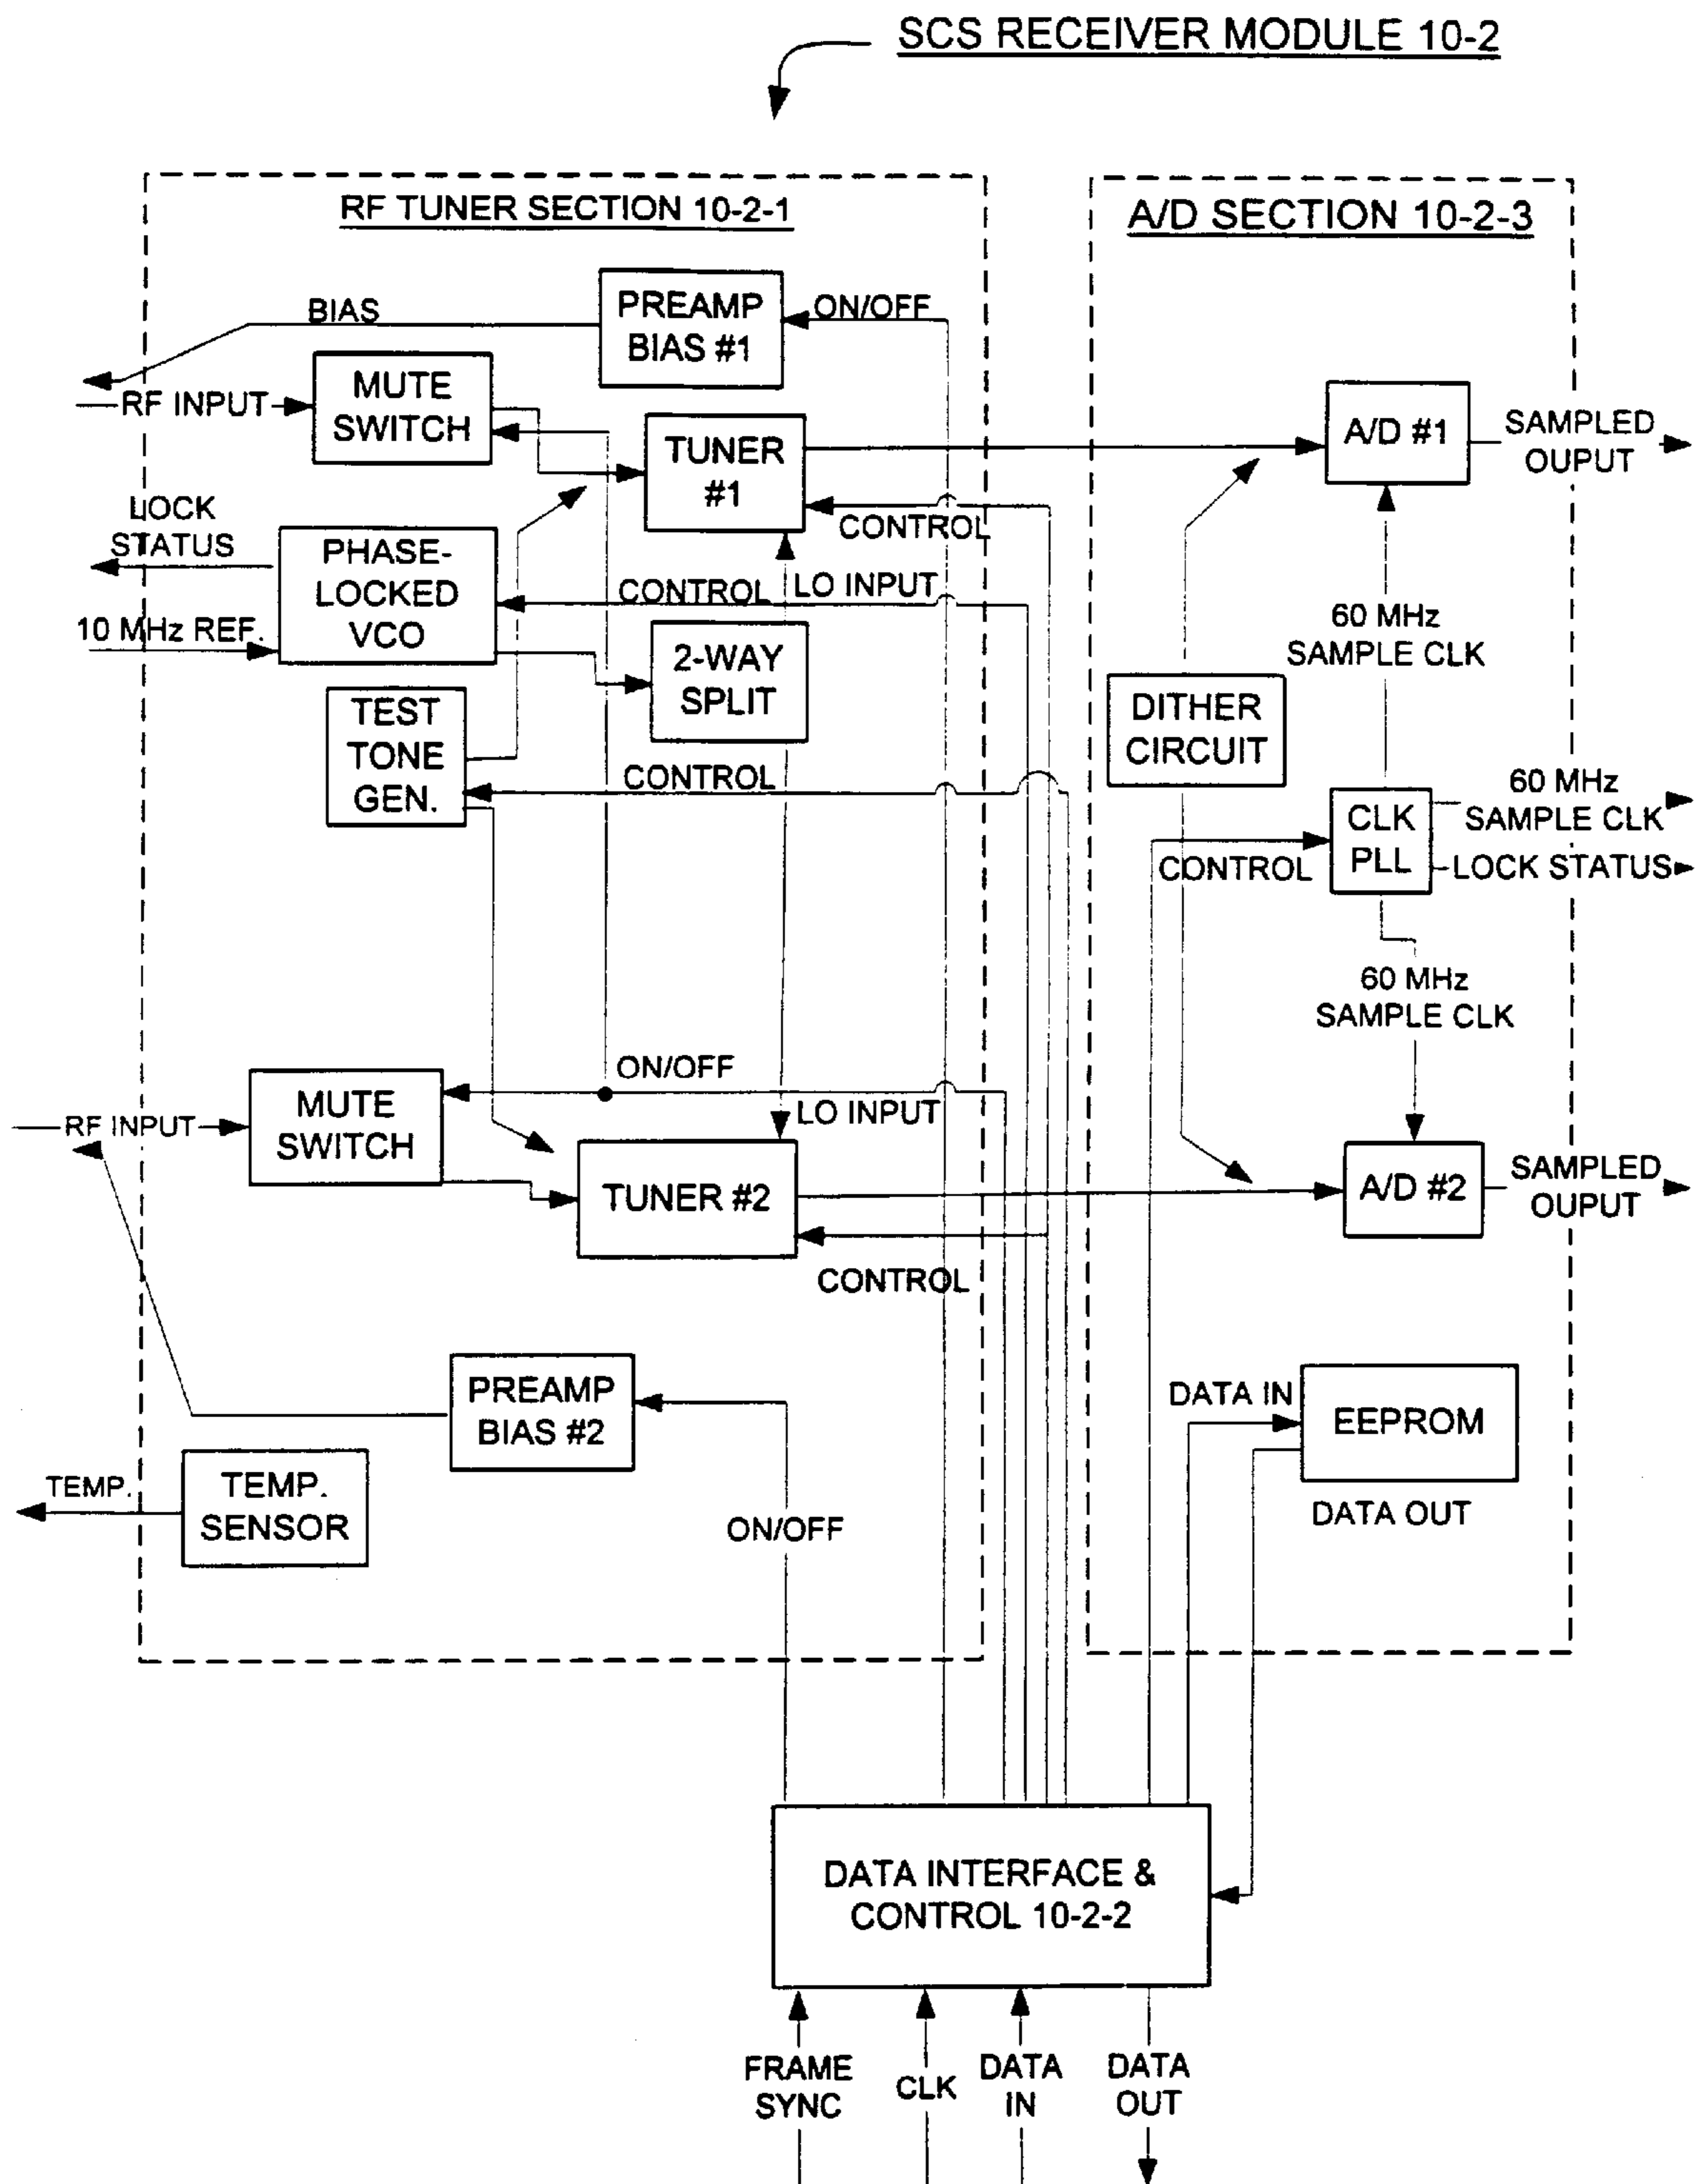 SCS RECEIVER MODULE 10-2
RF TUNER SECTION 10-2-1
A/D SECTION 10-2-3
BIAS
PREAMP
BIAS #1
ON/OFF
RF INPUT
MUTE
SWITCH
TUNER
#1
A/D #1
SAMPLED
OUPUT
LOCK
STATUS
PHASE-
LOCKED
VCO
CONTROL
CONTROL
LO INPUT
10 MHz REF.
2-WAY
SPLIT
60 MHz
SAMPLE CLK
TEST
TONE
GEN.
CONTROL
DITHER
CIRCUIT
CONTROL
CLK
PLL
60 MHz
SAMPLE CLK
LOCK STATUS
60 MHz
SAMPLE CLK
ON/OFF
RF INPUT
MUTE
SWITCH
LO INPUT
TUNER #2
CONTROL
A/D #2
SAMPLED
OUPUT
PREAMP
BIAS #2
DATA IN
EEPROM
DATA OUT
TEMP.
TEMP.
SENSOR
ON/OFF
DATA INTERFACE &
CONTROL 10-2-2
FRAME
SYNC
CLK
DATA
IN
DATA
OUT